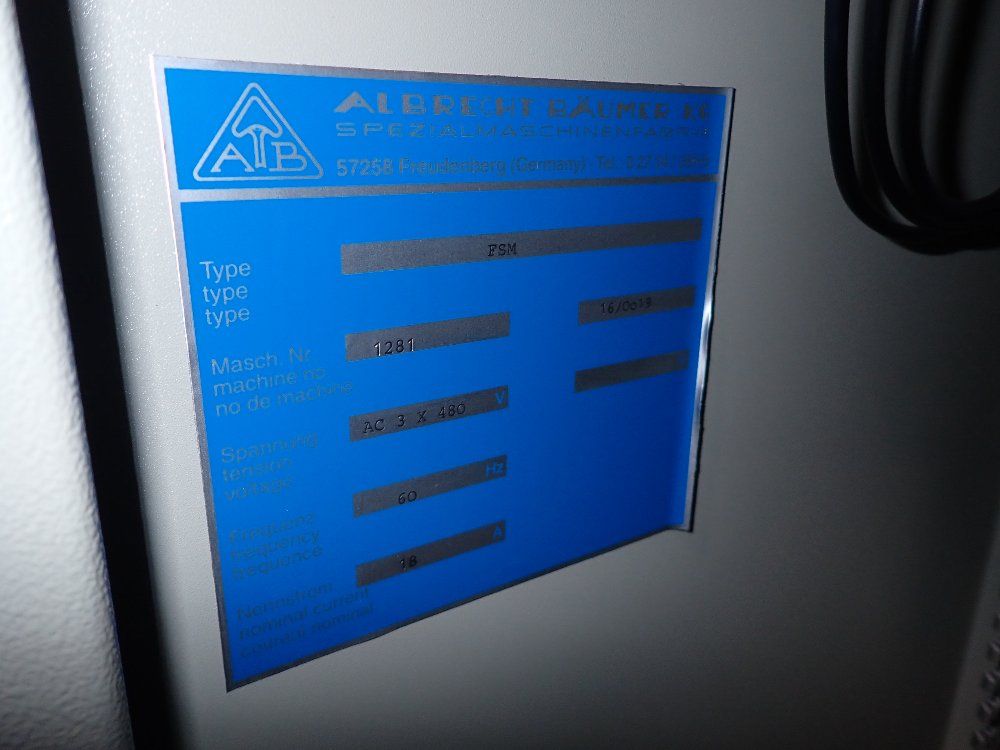 ATB
ALBRECHT BÄUMER KG
SPEZIALMASCHINENFABRIK
57258 Freudenberg (Germany) - Tel.:
Type
type
type
FSM
Masch. Nr.
machine no
no de machine
1281
16/0019
Spannung
tension
voltage
AC 3 X 480 V
Frequenz
frequency
frequence
60 Hz
Nennstrom
nominal current
courant nominal
18 A